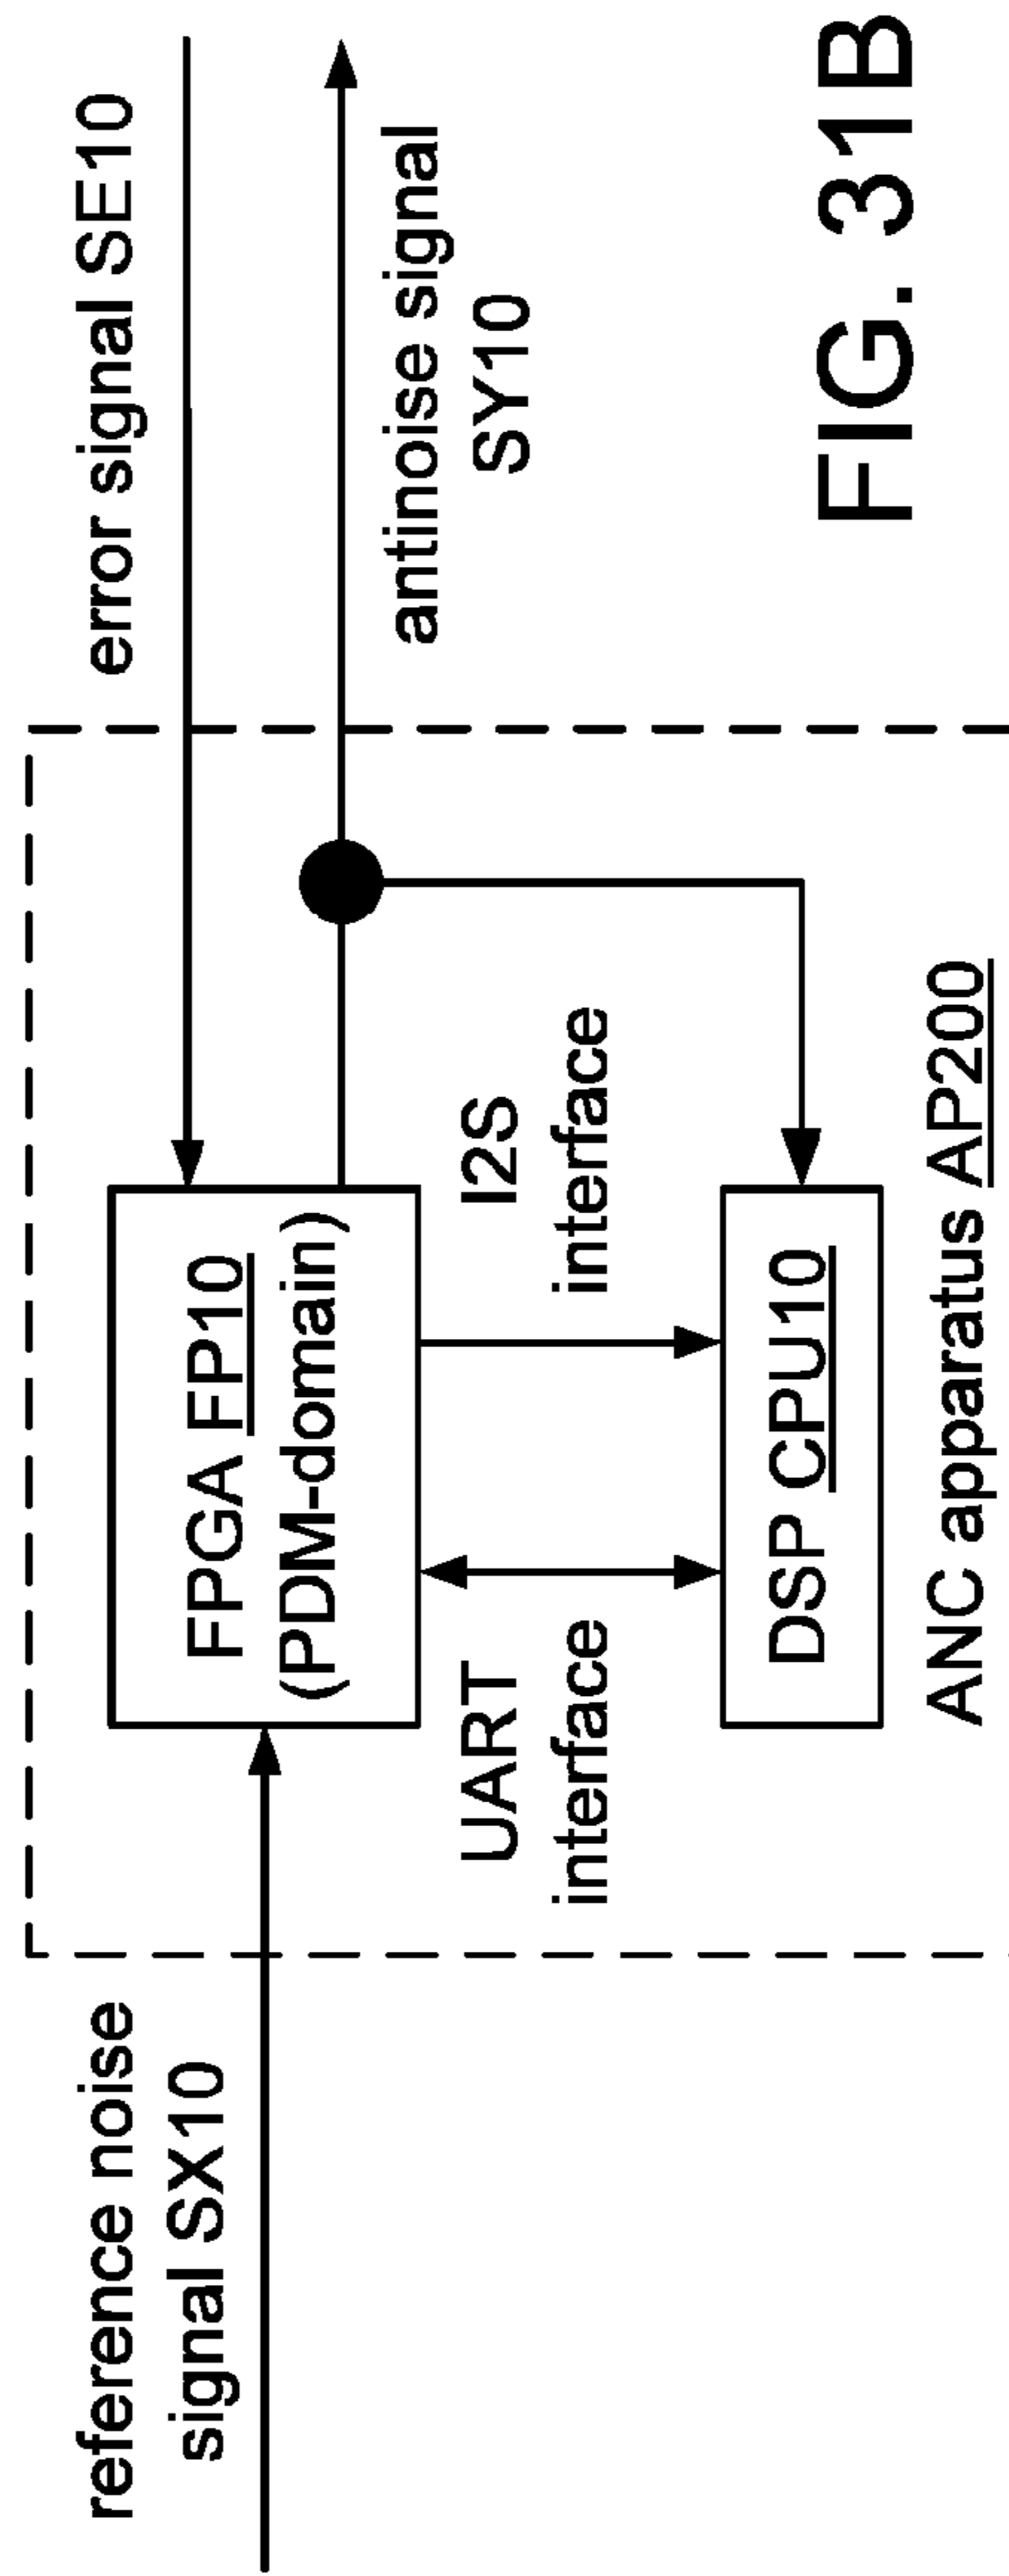 reference noise
signal SX10
error signal SE10
FPGA FP10
(PDM-domain)
antinoise signal
SY10
UART
interface
I2S
interface
DSP CPU10
ANC apparatus AP200
FIG. 31B